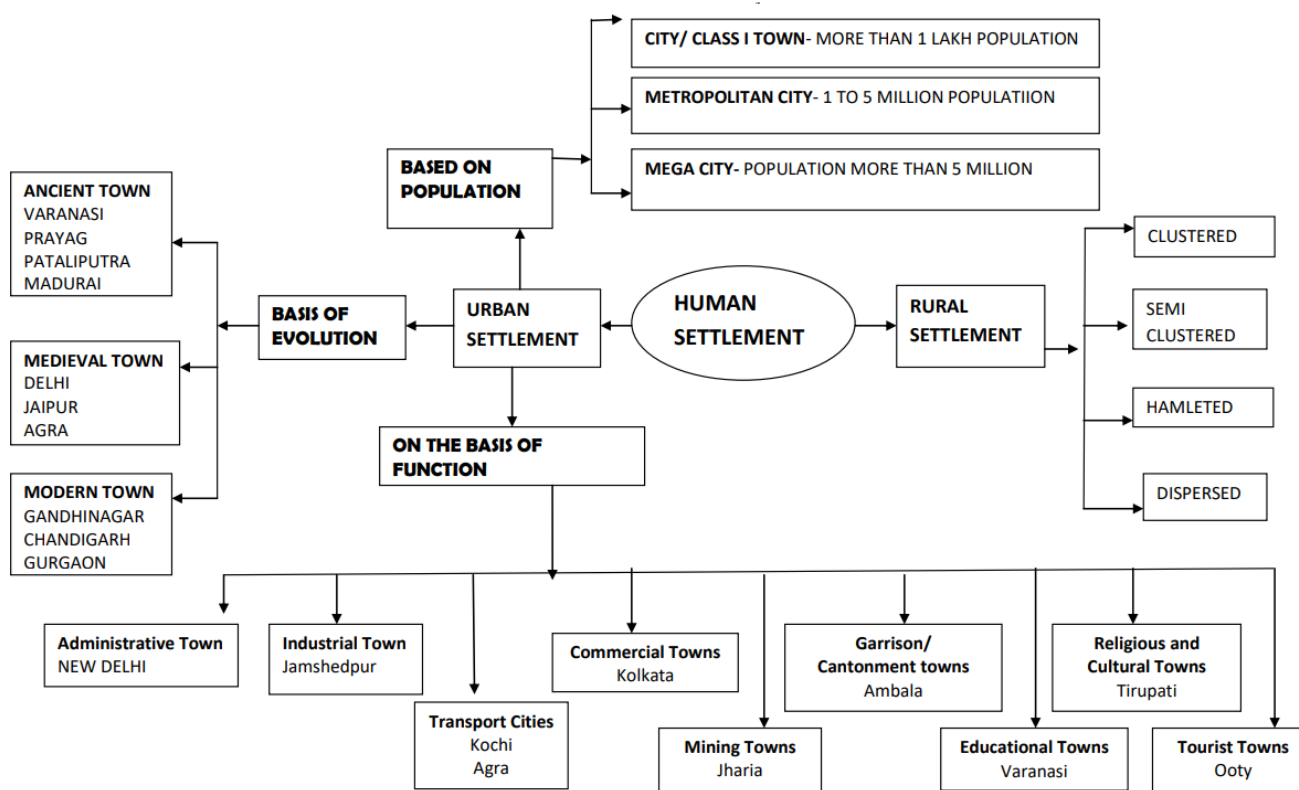 CITY/ CLASS I TOWN- MORE THAN 1 LAKH POPULATION
METROPOLITAN CITY- 1 TO 5 MILLION POPULATIION
MEGA CITY- POPULATION MORE THAN 5 MILLION
BASED ON
POPULATION
ANCIENT TOWN
VARANASI
PRAYAG
PATALIPUTRA
MADURAI
BASIS OF
EVOLUTION
URBAN
SETTLEMENT
HUMAN
SETTLEMENT
RURAL
SETTLEMENT
CLUSTERED
SEMI
CLUSTERED
HAMLETED
DISPERSED
MEDIEVAL TOWN
DELHI
JAIPUR
AGRA
MODERN TOWN
GANDHINAGAR
CHANDIGARH
GURGAON
ON THE BASIS OF
FUNCTION
Administrative Town
NEW DELHI
Industrial Town
Jamshedpur
Transport Cities
Kochi
Agra
Commercial Towns
Kolkata
Mining Towns
Jharia
Garrison/
Cantonment towns
Ambala
Educational Towns
Varanasi
Religious and
Cultural Towns
Tirupati
Tourist Towns
Ooty